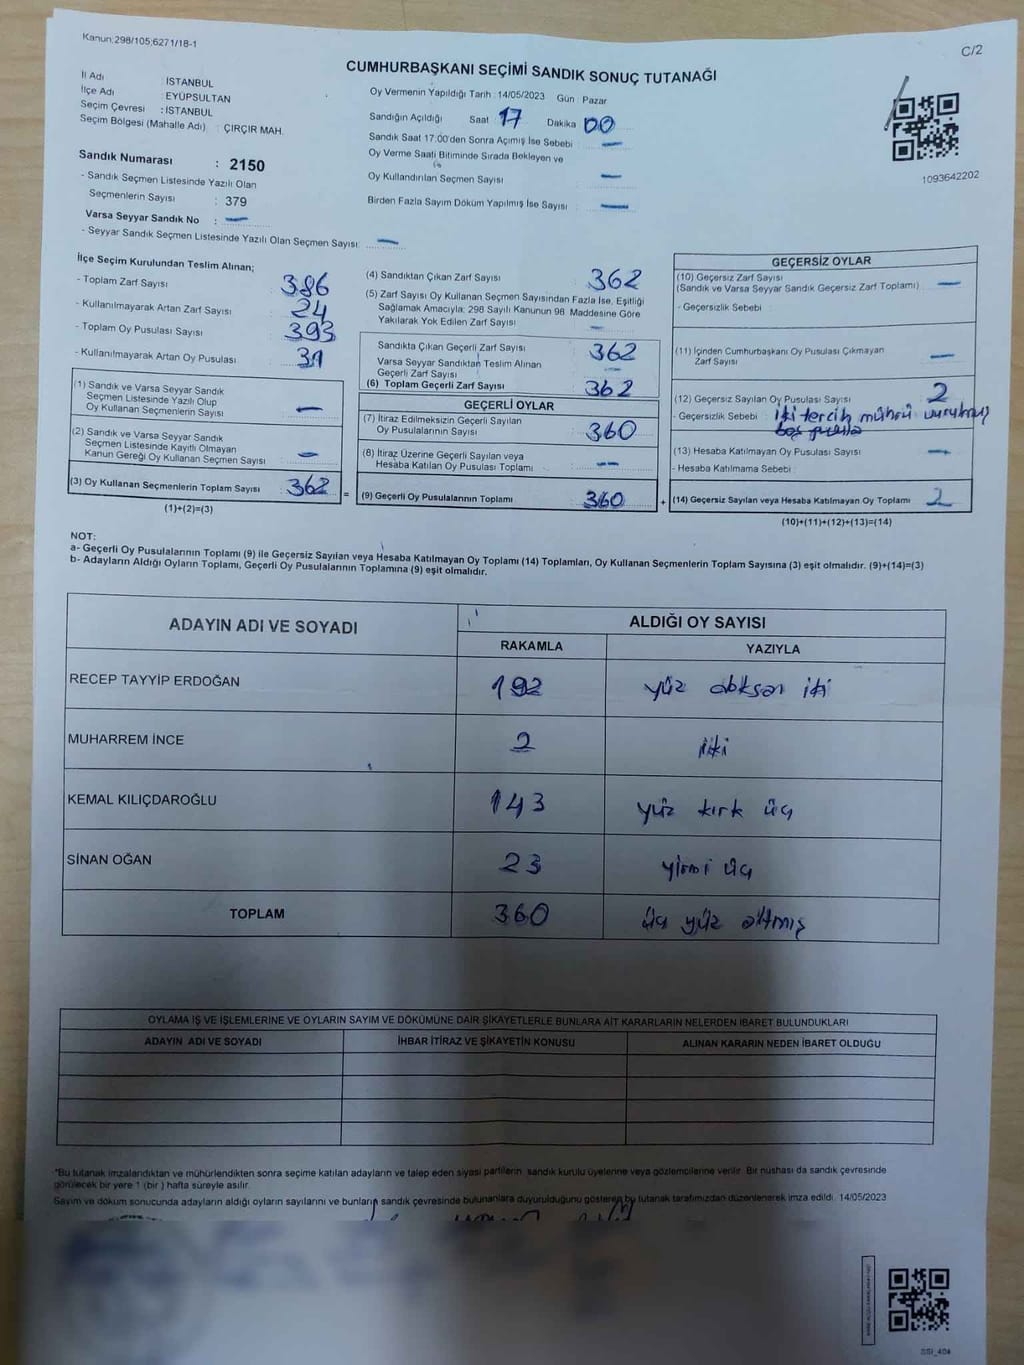 Kanun:298/105;6271/18-1
C/2
CUMHURBAŞKANI SEÇİMİ SANDIK SONUÇ TUTANAĞI
İl Adı : İSTANBUL
İlçe Adı : EYÜPSULTAN
Seçim Çevresi : İSTANBUL
Seçim Bölgesi (Mahalle Adı) : ÇIRÇIR MAH.
Sandık Numarası : 2150
- Sandık Seçmen Listesinde Yazılı Olan
Seçmenlerin Sayısı : 379
Varsa Seyyar Sandık No : —
- Seyyar Sandık Seçmen Listesinde Yazılı Olan Seçmen Sayısı: —
Oy Vermenin Yapıldığı Tarih : 14/05/2023 Gün : Pazar
Sandığın Açıldığı Saat : 17 Dakika : 00
Sandık Saat 17:00'den Sonra Açımış İse Sebebi : —
Oy Verme Saati Bitiminde Sırada Bekleyen ve
Oy Kullandırılan Seçmen Sayısı : —
Birden Fazla Sayım Döküm Yapılmış İse Sayısı : —
1093642202
İlçe Seçim Kurulundan Teslim Alınan;
- Toplam Zarf Sayısı : 386
- Kullanılmayarak Artan Zarf Sayısı : 24
- Toplam Oy Pusulası Sayısı : 393
- Kullanılmayarak Artan Oy Pusulası : 31
(1) Sandık ve Varsa Seyyar Sandık
Seçmen Listesinde Yazılı Olup
Oy Kullanan Seçmenlerin Sayısı : —
(2) Sandık ve Varsa Seyyar Sandık
Seçmen Listesinde Kayıtlı Olmayan
Kanun Gereği Oy Kullanan Seçmen Sayısı : —
(3) Oy Kullanan Seçmenlerin Toplam Sayısı : 362
(1)+(2)=(3)
(4) Sandıktan Çıkan Zarf Sayısı : 362
(5) Zarf Sayısı Oy Kullanan Seçmen Sayısından Fazla İse, Eşitliği
Sağlamak Amacıyla; 298 Sayılı Kanunun 98. Maddesine Göre
Yakılarak Yok Edilen Zarf Sayısı : —
Sandıkta Çıkan Geçerli Zarf Sayısı : 362
Varsa Seyyar Sandıktan Teslim Alınan
Geçerli Zarf Sayısı : —
(6) Toplam Geçerli Zarf Sayısı : 362
GEÇERLİ OYLAR
(7) İtiraz Edilmeksizin Geçerli Sayılan
Oy Pusulalarının Sayısı : 360
(8) İtiraz Üzerine Geçerli Sayılan veya
Hesaba Katılan Oy Pusulası Toplamı : —
= (9) Geçerli Oy Pusulalarının Toplamı : 360
GEÇERSİZ OYLAR
(10) Geçersiz Zarf Sayısı
(Sandık ve Varsa Seyyar Sandık Geçersiz Zarf Toplamı) : —
- Geçersizlik Sebebi :
(11) İçinden Cumhurbaşkanı Oy Pusulası Çıkmayan
Zarf Sayısı : —
(12) Geçersiz Sayılan Oy Pusulası Sayısı : 2
- Geçersizlik Sebebi : iki tercih mührü vurulmuş
boş pusula
(13) Hesaba Katılmayan Oy Pusulası Sayısı : —
- Hesaba Katılmama Sebebi :
+ (14) Geçersiz Sayılan veya Hesaba Katılmayan Oy Toplamı : 2
(10)+(11)+(12)+(13)=(14)
NOT:
a- Geçerli Oy Pusulalarının Toplamı (9) ile Geçersiz Sayılan veya Hesaba Katılmayan Oy Toplamı (14) Toplamları, Oy Kullanan Seçmenlerin Toplam Sayısına (3) eşit olmalıdır. (9)+(14)=(3)
b- Adayların Aldığı Oyların Toplamı, Geçerli Oy Pusulalarının Toplamına (9) eşit olmalıdır.
ADAYIN ADI VE SOYADI ALDIĞI OY SAYISI
RAKAMLA YAZIYLA
RECEP TAYYİP ERDOĞAN 192 yüz doksan iki
MUHARREM İNCE 2 iki
KEMAL KILIÇDAROĞLU 143 yüz kırk üç
SİNAN OĞAN 23 yirmi üç
TOPLAM 360 üç yüz altmış
OYLAMA İŞ VE İŞLEMLERİNE VE OYLARIN SAYIM VE DÖKÜMÜNE DAİR ŞİKAYETLERLE BUNLARA AİT KARARLARIN NELERDEN İBARET BULUNDUKLARI
ADAYIN ADI VE SOYADI İHBAR İTİRAZ VE ŞİKAYETİN KONUSU ALINAN KARARIN NEDEN İBARET OLDUĞU
*Bu tutanak imzalandıktan ve mühürlendikten sonra seçime katılan adayların ve talep eden siyasi partilerin sandık kurulu üyelerine veya gözlemcilerine verilir. Bir nüshası da sandık çevresinde
görülecek bir yere 1 (bir ) hafta süreyle asılır.
Sayım ve döküm sonucunda adayların aldığı oyların sayılarını ve bunların sandık çevresinde bulunanlara duyurulduğunu gösteren bu tutanak tarafımızdan düzenlenerek imza edildi. 14/05/2023